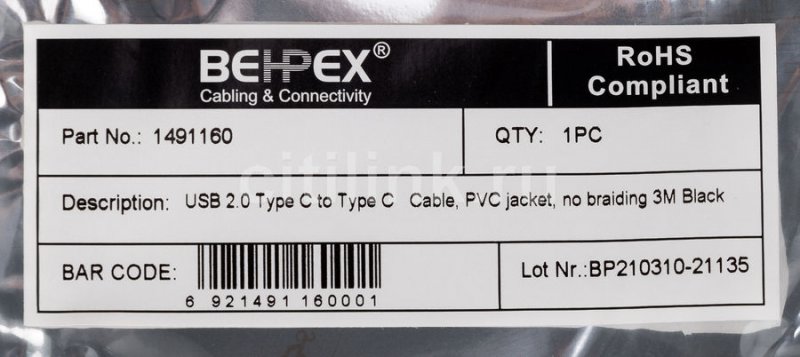 BEHPEX®
Cabling & Connectivity
RoHS
Compliant
Part No.: 1491160
QTY: 1PC
citilink.ru
Description: USB 2.0 Type C to Type C Cable, PVC jacket, no braiding 3M Black
BAR CODE:
6 921491 160001
Lot Nr.:BP210310-21135